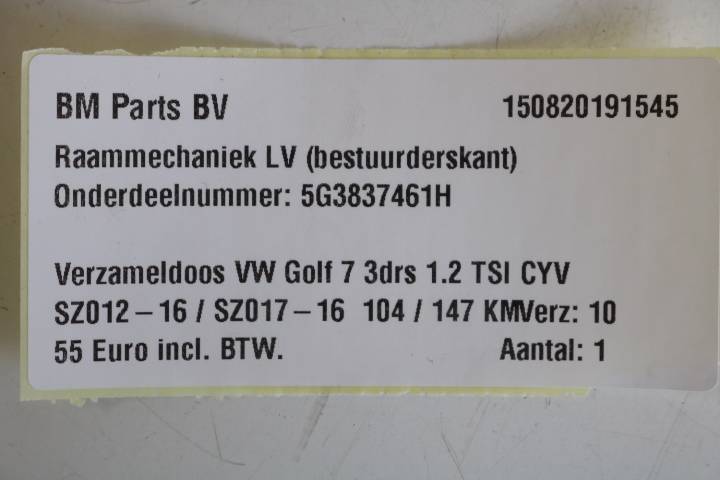 BM Parts BV 150820191545
Raammechaniek LV (bestuurderskant)
Onderdeelnummer: 5G3837461H
Verzameldoos VW Golf 7 3drs 1.2 TSI CYV
SZ012-16 / SZ017-16 104 / 147 KMVerz: 10
55 Euro incl. BTW. Aantal: 1